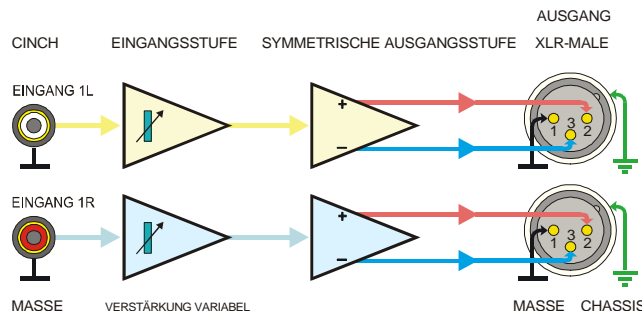 AUSGANG
CINCH EINGANGSSTUFE SYMMETRISCHE AUSGANGSSTUFE XLR-MALE
EINGANG 1L
+
−
1 3 2
EINGANG 1R
+
−
1 3 2
MASSE VERSTÄRKUNG VARIABEL MASSE CHASSIS